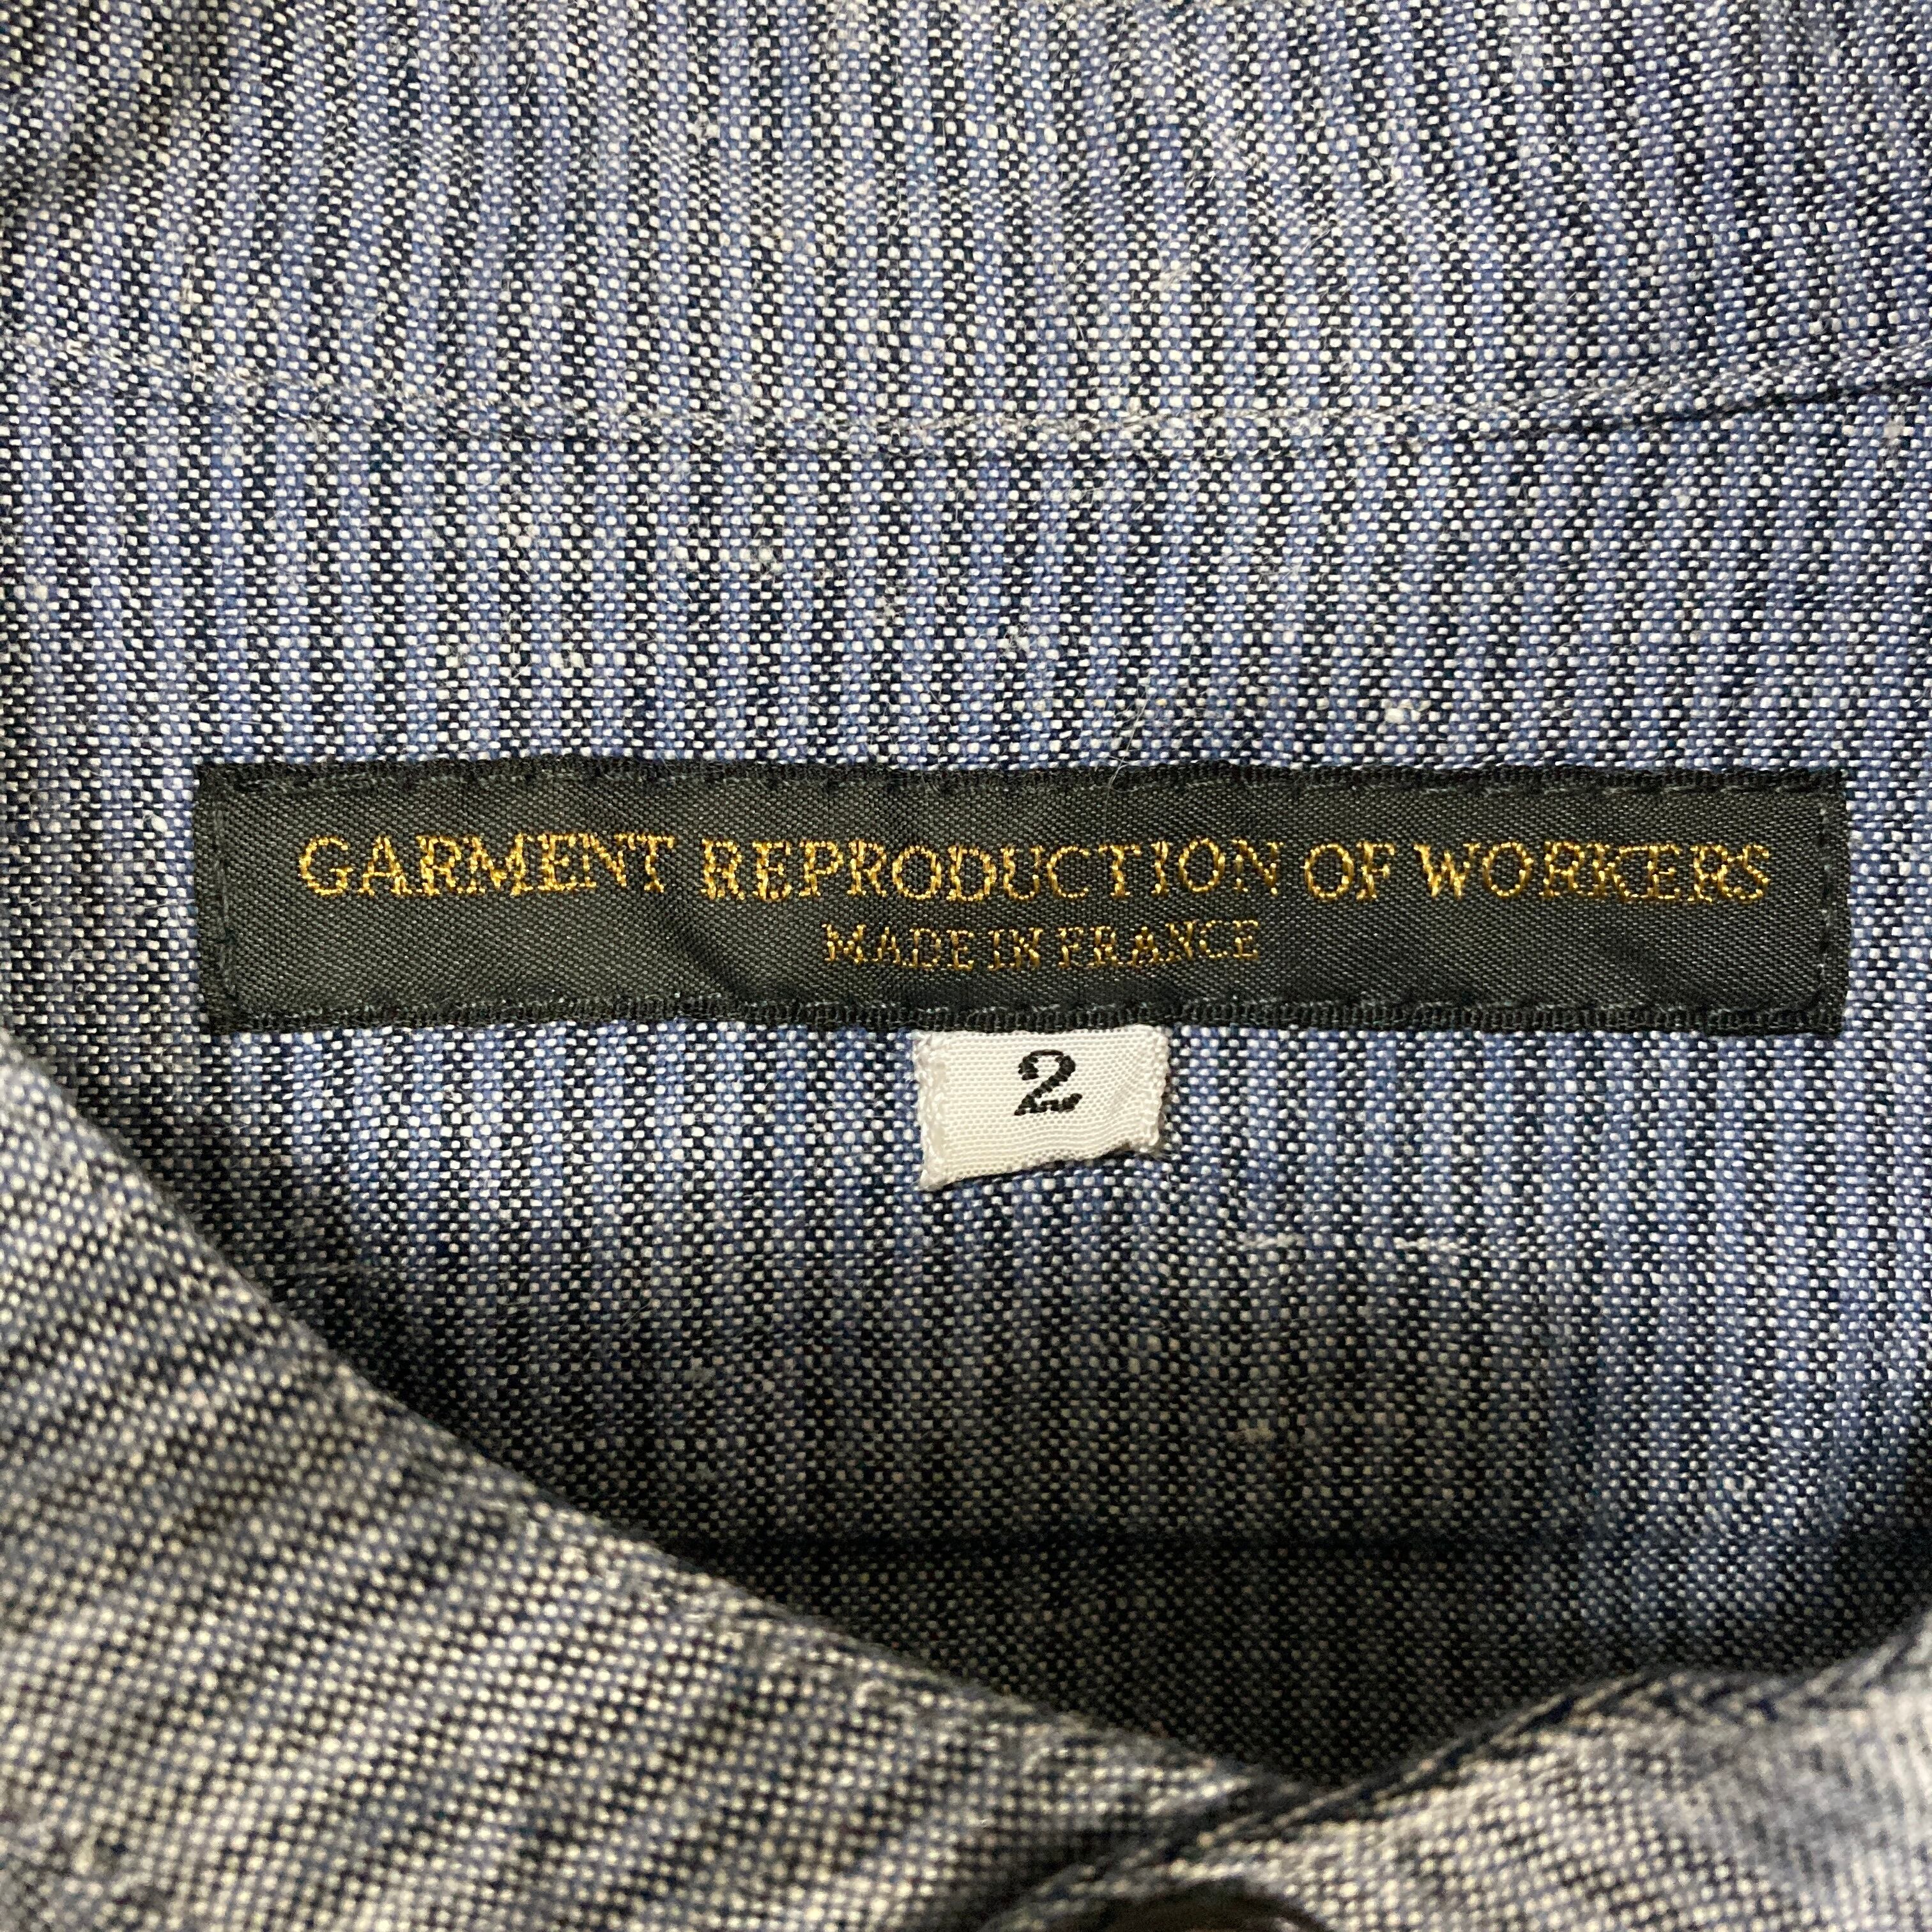 GARMENT REPRODUCTION OF WORKERS
MADE IN FRANCE
2